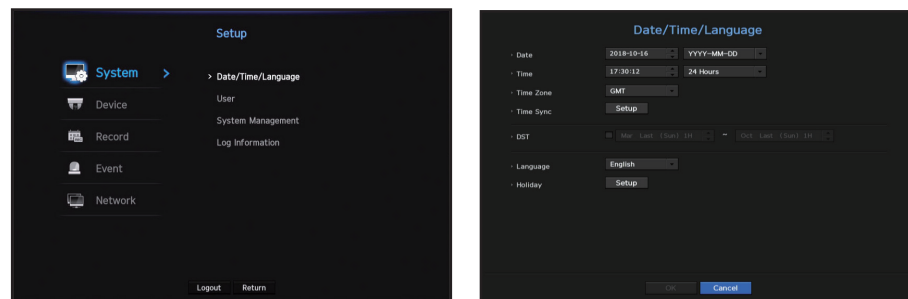 Setup
System > > Date/Time/Language
Device User
System Management
Record Log Information
Event
Network
Logout Return
Date/Time/Language
· Date 2018-10-16 YYYY-MM-DD
· Time 17:30:12 24 Hours
· Time Zone GMT
· Time Sync Setup
· DST Mar Last (Sun) 1H ~ Oct Last (Sun) 1H
· Language English
· Holiday Setup
OK Cancel